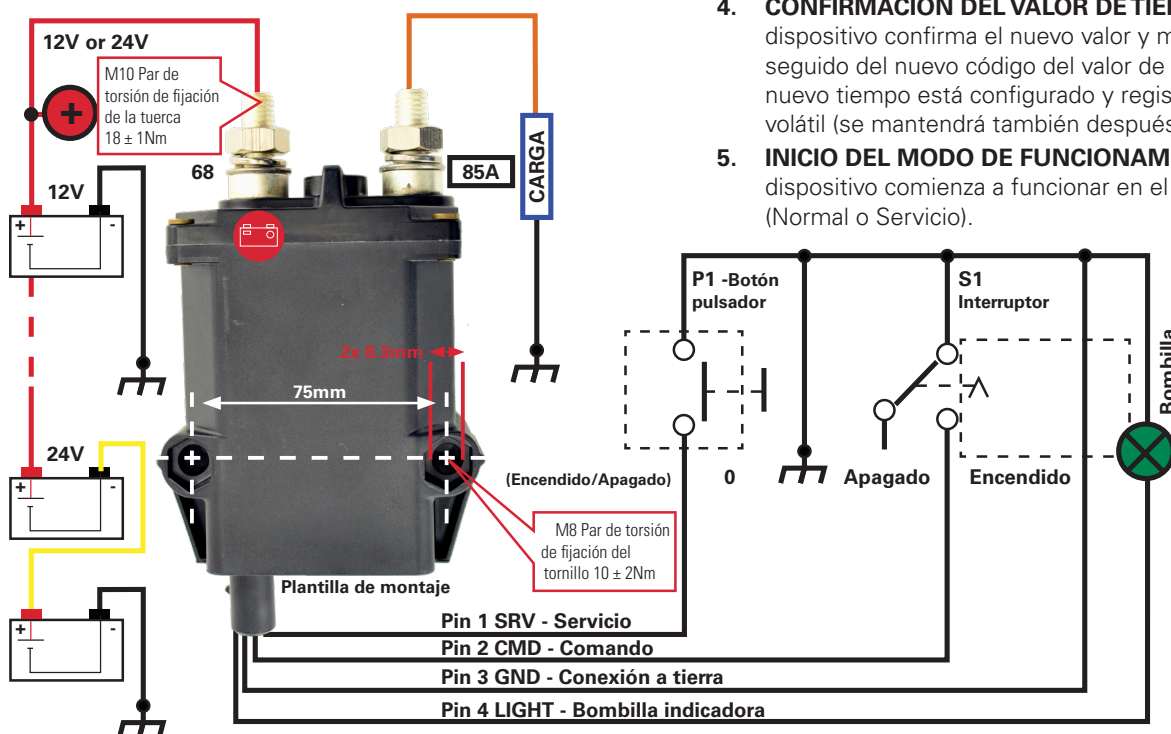 4. CONFIRMACIÓN DEL VALOR DE
dispositivo confirma el nuevo valor y
seguido del nuevo código del valor de
nuevo tiempo está configurado y
volátil (se mantendrá también después
5. INICIO DEL MODO DE
dispositivo comienza a funcionar en el
(Normal o Servicio).
12V or 24V
M10 Par de
torsión de fijación
de la tuerca
18 ± 1Nm
+
68
85A
CARGA
12V
+ -
2x 8.3mm
75mm
24V
+ -
+ -
P1 -Botón
pulsador
S1
Interruptor
Bombilla
(Encendido/Apagado)
0
Apagado
Encendido
M8 Par de torsión
de fijación del
tornillo 10 ± 2Nm
Plantilla de montaje
Pin 1 SRV - Servicio
Pin 2 CMD - Comando
Pin 3 GND - Conexión a tierra
Pin 4 LIGHT - Bombilla indicadora